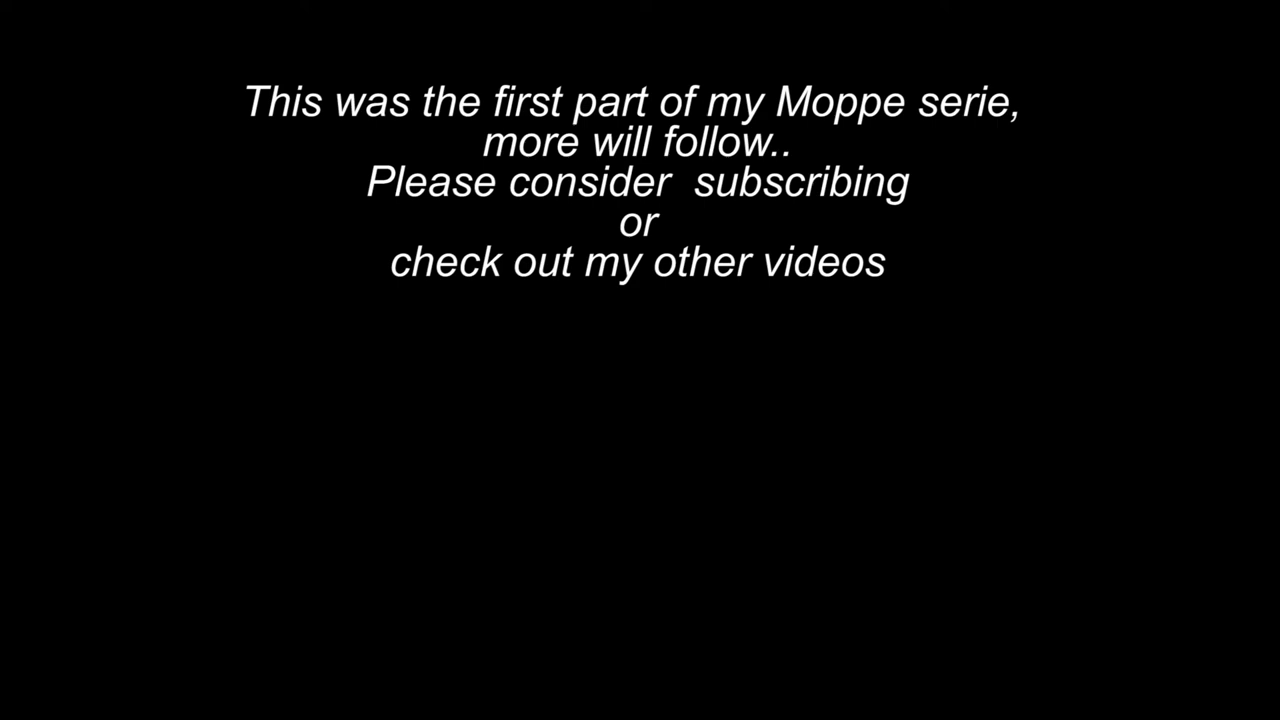 This was the first part of my Moppe serie,
more will follow..
Please consider  subscribing
or
check out my other videos